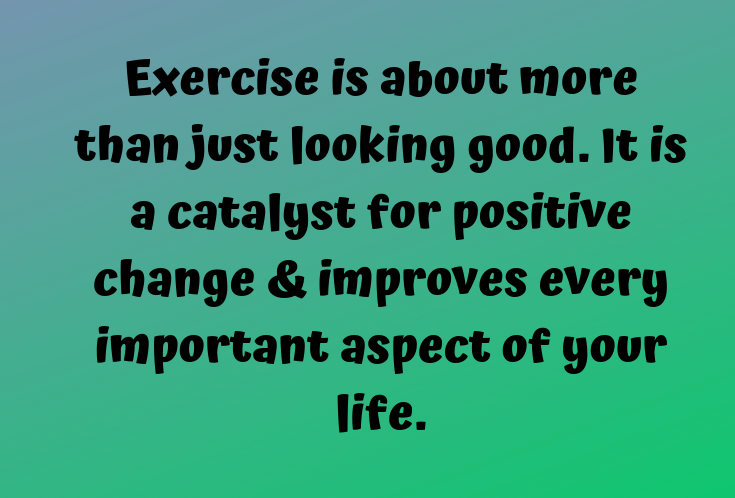 Exercise is about more
than just looking good. It is
a catalyst for positive
change & improves every
important aspect of your
life.